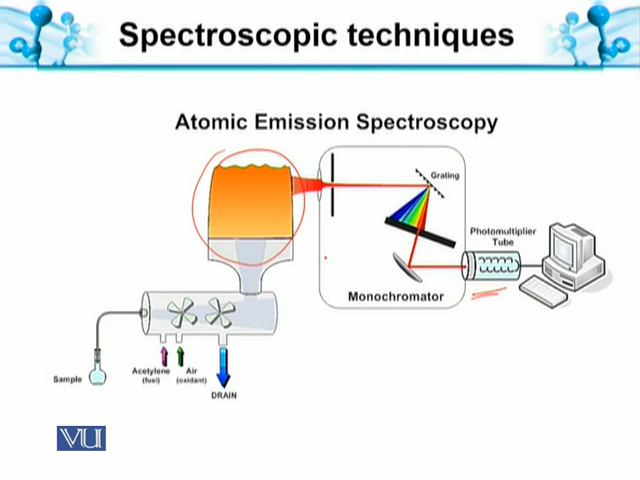 Spectroscopic techniques
Atomic Emission Spectroscopy
Grating
Photomultiplier
Tube
Monochromator
Acetylene
(fuel)
Air
(oxidant)
Sample
DRAIN
VU